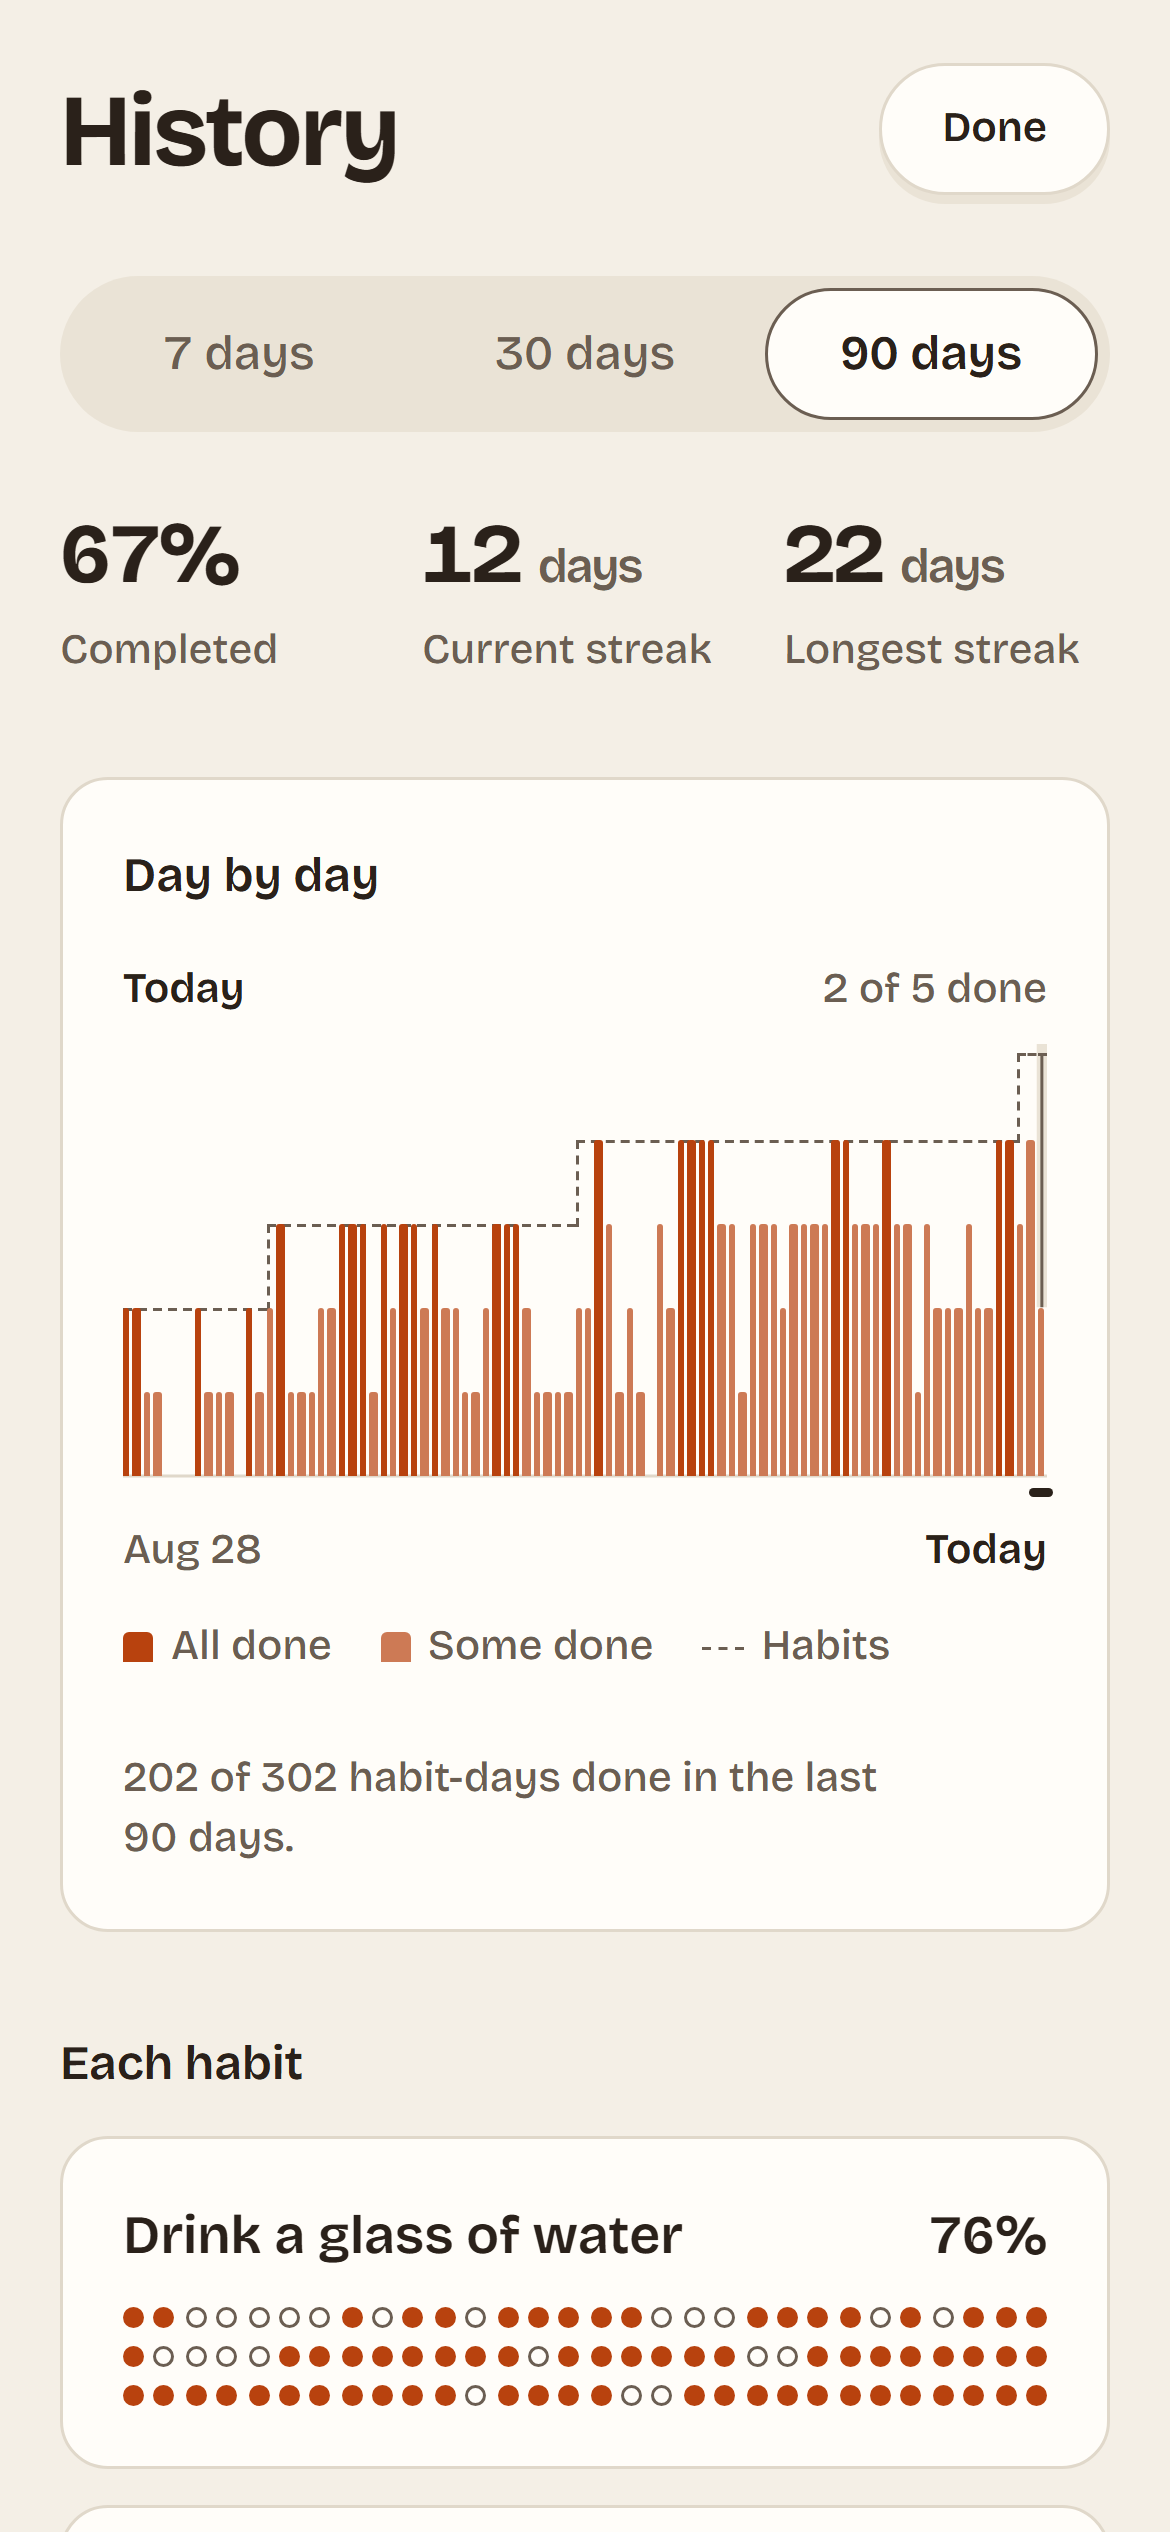 History
Done
7 days
30 days
90 days
67%
12 days
22 days
Completed
Current streak
Longest streak
Day by day
Today
2 of 5 done
Aug 28
Today
All done
Some done
Habits
202 of 302 habit-days done in the last
90 days.
Each habit
Drink a glass of water
76%